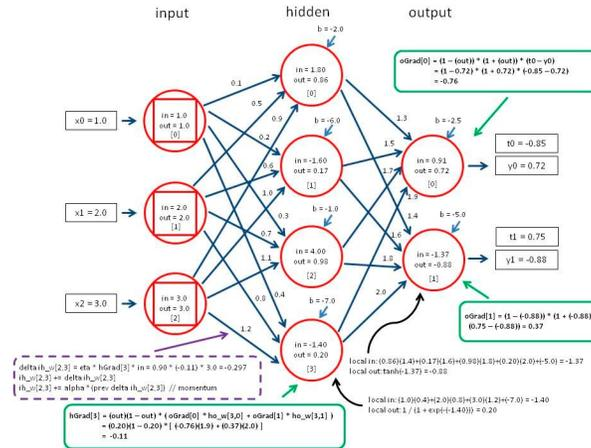 input
hidden
output
b = -2.0
oGrad[0] = (1 – (out)) * (1 + (out)) * (t0 – y0)
= (1 - 0.72) * (1 + 0.72) * (-0.85 – 0.72)
= -0.76
in = 1.80
out = 0.86
[0]
0.1
0.5
0.9
1.3
b = -6.0
b = -2.5
x0 = 1.0
in = 1.0
out = 1.0
[0]
0.2
0.6
1.0
1.5
1.7
1.9
in = -1.60
out = 0.17
[1]
in = 0.91
out = 0.72
[0]
t0 = -0.85
y0 = 0.72
x1 = 2.0
in = 2.0
out = 2.0
[1]
0.3
0.7
1.1
b = -1.0
1.4
1.6
1.8
b = -5.0
in = 4.00
out = 0.98
[2]
in = -1.37
out = -0.88
[1]
t1 = 0.75
y1 = -0.88
x2 = 3.0
in = 3.0
out = 3.0
[2]
0.4
0.8
1.2
b = -7.0
2.0
in = -1.40
out = 0.20
[3]
oGrad[1] = (1 – (-0.88)) * (1 + (-0.88)) *
(0.75 – (-0.88)) = 0.37
delta ih_w[2,3] = eta * hGrad[3] * in = 0.90 * (-0.11) * 3.0 = -0.297
ih_w[2,3] += delta ih_w[2,3]
ih_w[2,3] += alpha * (prev delt ih_w[2,3]) // momentum
local in: (0.86)(1.4)+(0.17)(1.6)+(0.98)(1.8)+(0.20)(2.0)+(-5.0) = -1.37
local out: tanh(-1.37) = -0.88
local in: (1.0)(0.4)+(2.0)(0.8)+(3.0)(1.2)+(-7.0) = -1.40
local out: 1 / (1 + exp(-(-1.40))) = 0.20
hGrad[3] = (out)(1 – out) * ( oGrad[0] * ho_w[3,0] + oGrad[1] * ho_w[3,1] )
= (0.20)(1 – 0.20) * [ (-0.76)(1.9) + (0.37)(2.0) ]
= -0.11